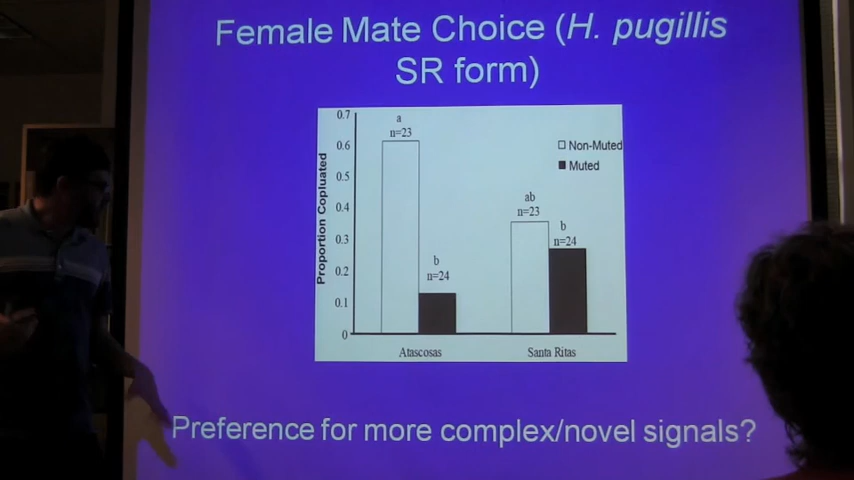 Female Mate Choice (H. pugillis
SR form)
0.7
0.6
0.5
0.4
0.3
0.2
0.1
0
Proportion Copluated
a
n=23
b
n=24
ab
n=23
b
n=24
Non-Muted
Muted
Atascosas
Santa Ritas
Preference for more complex/novel signals?